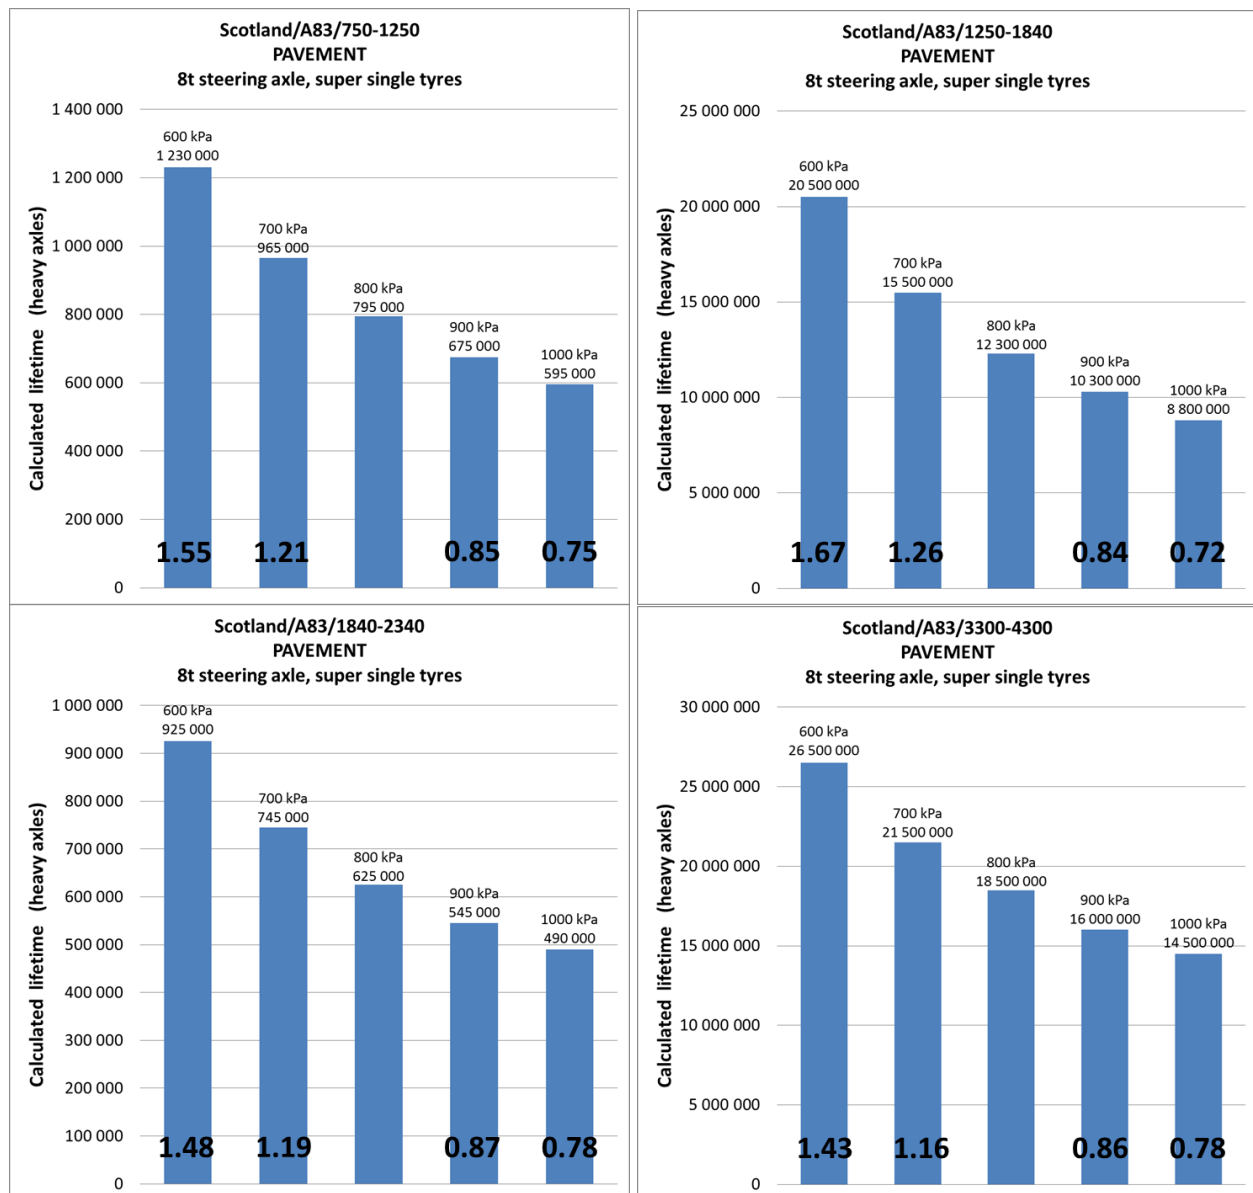 Scotland/A83/750-1250
PAVEMENT
8t steering axle, super single tyres
Calculated lifetime (heavy axles)
1 400 000
1 200 000
1 000 000
800 000
600 000
400 000
200 000
0
600 kPa
1 230 000
700 kPa
965 000
800 kPa
795 000
900 kPa
675 000
1000 kPa
595 000
1.55
1.21
0.85
0.75
Scotland/A83/1250-1840
PAVEMENT
8t steering axle, super single tyres
Calculated lifetime (heavy axles)
25 000 000
20 000 000
15 000 000
10 000 000
5 000 000
0
600 kPa
20 500 000
700 kPa
15 500 000
800 kPa
12 300 000
900 kPa
10 300 000
1000 kPa
8 800 000
1.67
1.26
0.84
0.72
Scotland/A83/1840-2340
PAVEMENT
8t steering axle, super single tyres
Calculated lifetime (heavy axles)
1 000 000
900 000
800 000
700 000
600 000
500 000
400 000
300 000
200 000
100 000
0
600 kPa
925 000
700 kPa
745 000
800 kPa
625 000
900 kPa
545 000
1000 kPa
490 000
1.48
1.19
0.87
0.78
Scotland/A83/3300-4300
PAVEMENT
8t steering axle, super single tyres
Calculated lifetime (heavy axles)
30 000 000
25 000 000
20 000 000
15 000 000
10 000 000
5 000 000
0
600 kPa
26 500 000
700 kPa
21 500 000
800 kPa
18 500 000
900 kPa
16 000 000
1000 kPa
14 500 000
1.43
1.16
0.86
0.78